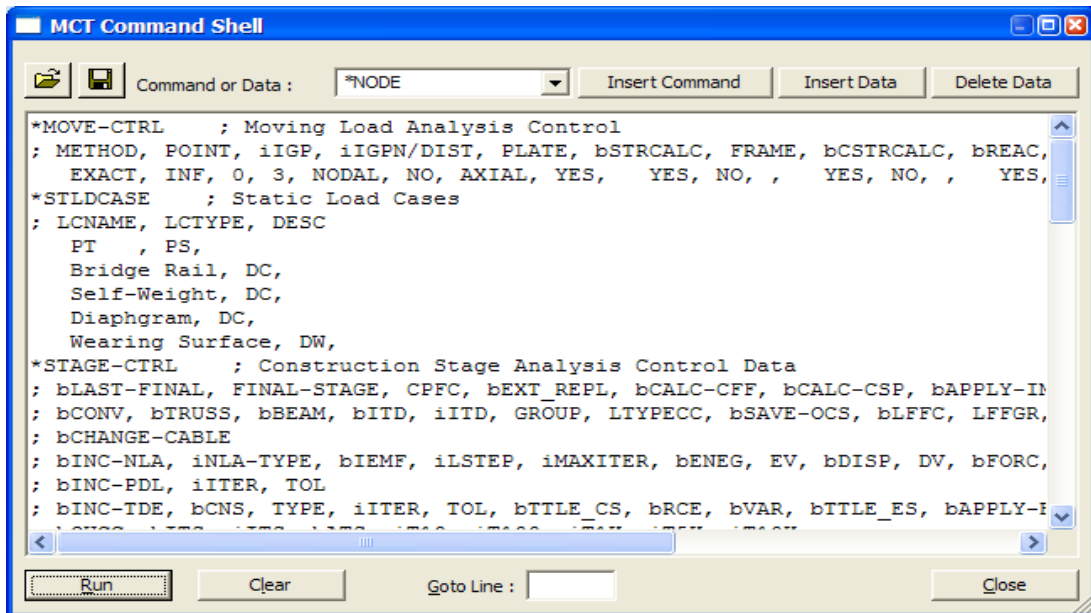 MCT Command Shell
Command or Data :
*NODE
Insert Command
Insert Data
Delete Data
*MOVE-CTRL ; Moving Load Analysis Control
; METHOD, POINT, iIGP, iIGPN/DIST, PLATE, bSTRCALC, FRAME, bCSTRCALC, bREAC,
EXACT, INF, 0, 3, NODAL, NO, AXIAL, YES, YES, NO, , YES, NO, , YES,
*STLDCASE ; Static Load Cases
; LCNAME, LCTYPE, DESC
PT , PS,
Bridge Rail, DC,
Self-Weight, DC,
Diaphgram, DC,
Wearing Surface, DW,
*STAGE-CTRL ; Construction Stage Analysis Control Data
; bLAST-FINAL, FINAL-STAGE, CPFC, bEXT_REPL, bCALC-CFF, bCALC-CSP,
; bCONV, bTRUSS, bBEAM, bITD, iITD, GROUP, LTYPECC, bSAVE-OCS, bLFFC, LFFGR,
; bCHANGE-CABLE
; bINC-NLA, iNLA-TYPE, bIEMF, iLSTEP, iMAXITER, bENEG, EV, bDISP, DV, bFORC,
; bINC-PDL, iITER, TOL
; bINC-TDE, bCNS, TYPE, iITER, TOL, bTTLE_CS, bRCE, bVAR, bTTLE_ES,
Run
Clear
Goto Line :
Close